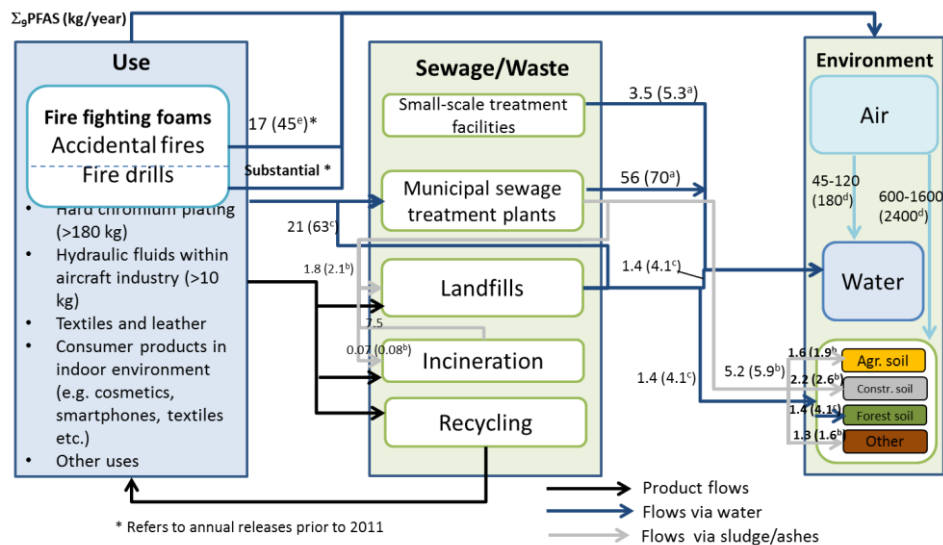 Σ₉PFAS (kg/year)
Use
Fire fighting foams
Accidental fires
Fire drills
• Hard chromium plating
(>180 kg)
• Hydraulic fluids within
aircraft industry (>10
kg)
• Textiles and leather
• Consumer products in
indoor environment
(e.g. cosmetics,
smartphones, textiles
etc.)
• Other uses
17 (45ᵉ)*
Substantial *
21 (63ᶜ)
1.8 (2.1ᵇ)
7.5
0.07 (0.08ᵇ)
Sewage/Waste
Small-scale treatment
facilities
Municipal sewage
treatment plants
Landfills
Incineration
Recycling
3.5 (5.3ᵃ)
56 (70ᵃ)
1.4 (4.1ᶜ)
1.4 (4.1ᶜ)
5.2 (5.9ᵇ)
Environment
Air
45-120
(180ᵈ)
600-1600
(2400ᵈ)
Water
1.6 (1.9ᵇ
Agr. soil
2.2 (2.6ᵇ)
Constr. soil
1.4 (4.1ᶜ)
Forest soil
1.3 (1.6ᵇ)
Other
Product flows
Flows via water
Flows via sludge/ashes
* Refers to annual releases prior to 2011